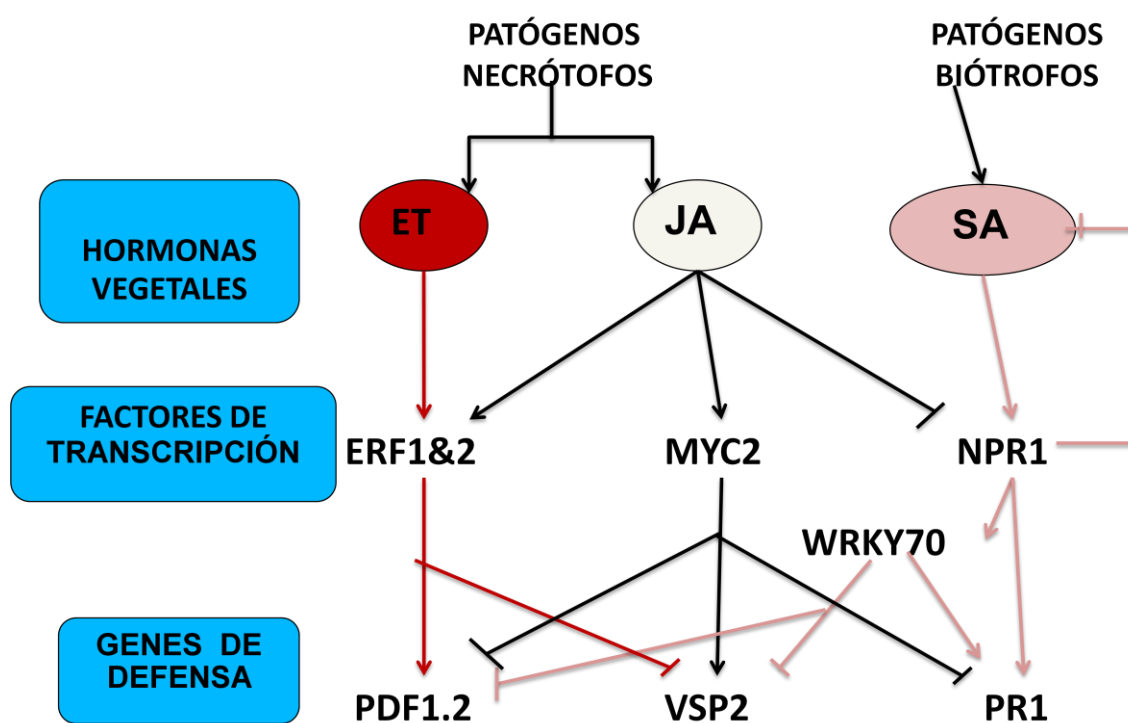 PATÓGENOS
NECRÓTOFOS
PATÓGENOS
BIÓTROFOS
HORMONAS
VEGETALES
ET
JA
SA
FACTORES DE
TRANSCRIPCIÓN
ERF1&2
MYC2
NPR1
WRKY70
GENES DE
DEFENSA
PDF1.2
VSP2
PR1